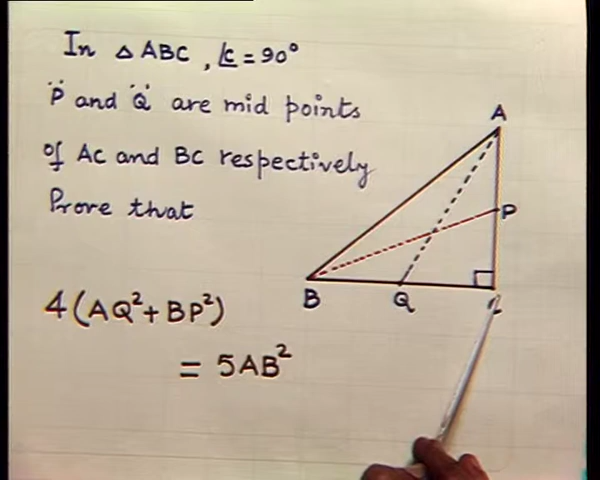 In △ ABC, ∠C = 90°
"P" and "Q" are mid points
of AC and BC respectively
Prove that
4(AQ²+BP²)
= 5AB²
A
P
B
Q
C